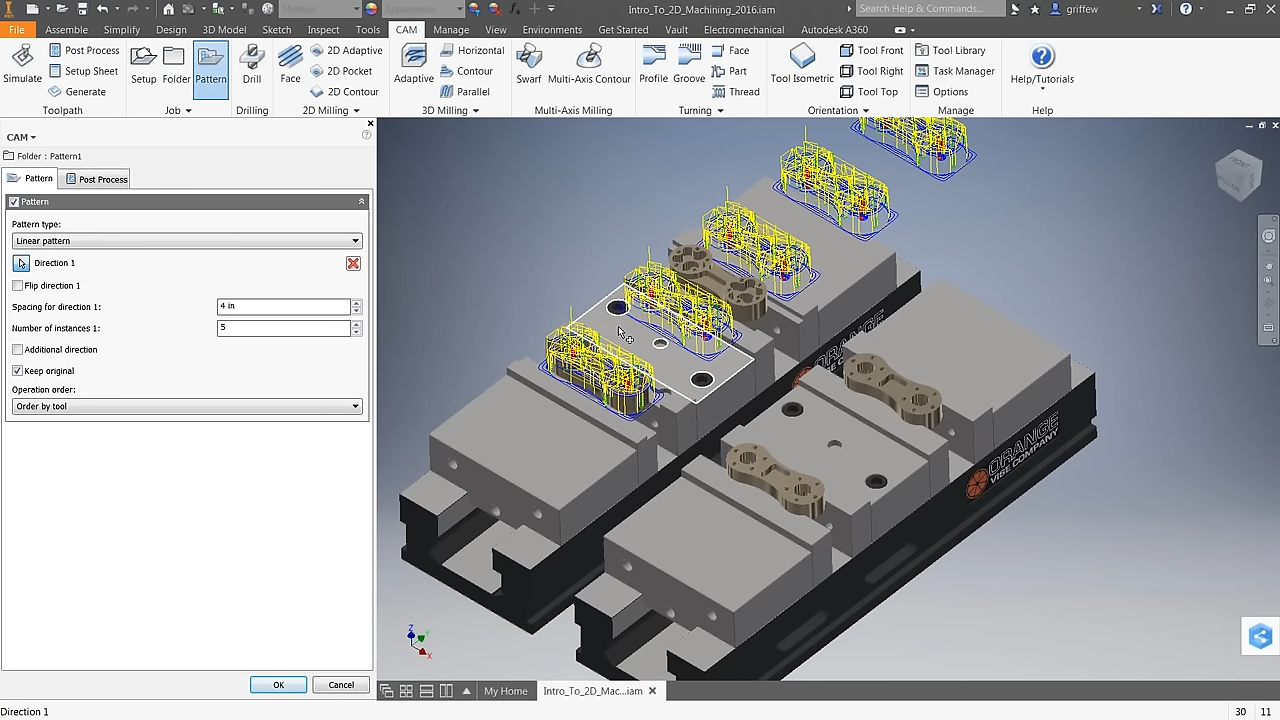 Intro_To_2D_Machining_2016.iam
Search Help & Commands...
griffew
File
Assemble
Simplify
Design
3D Model
Sketch
Inspect
Tools
CAM
Manage
View
Environments
Get Started
Vault
Electromechanical
Autodesk A360
Simulate
Post Process
Setup Sheet
Generate
Toolpath
Setup
Folder
Pattern
Job
Drill
Drilling
Face
2D Adaptive
2D Pocket
2D Contour
2D Milling
Adaptive
Horizontal
Contour
Parallel
3D Milling
Swarf
Multi-Axis Contour
Multi-Axis Milling
Profile
Groove
Face
Part
Thread
Turning
Tool Isometric
Tool Front
Tool Right
Tool Top
Orientation
Tool Library
Task Manager
Options
Manage
Help/Tutorials
Help
CAM
Folder : Pattern1
Pattern
Post Process
Pattern
Pattern type:
Linear pattern
Direction 1
Flip direction 1
Spacing for direction 1:
4 in
Number of instances 1:
5
Additional direction
Keep original
Operation order:
Order by tool
OK
Cancel
FRONT
ORANGE
VISE COMPANY
Z
X
My Home
Intro_To_2D_Mac...iam
Direction 1
30
11